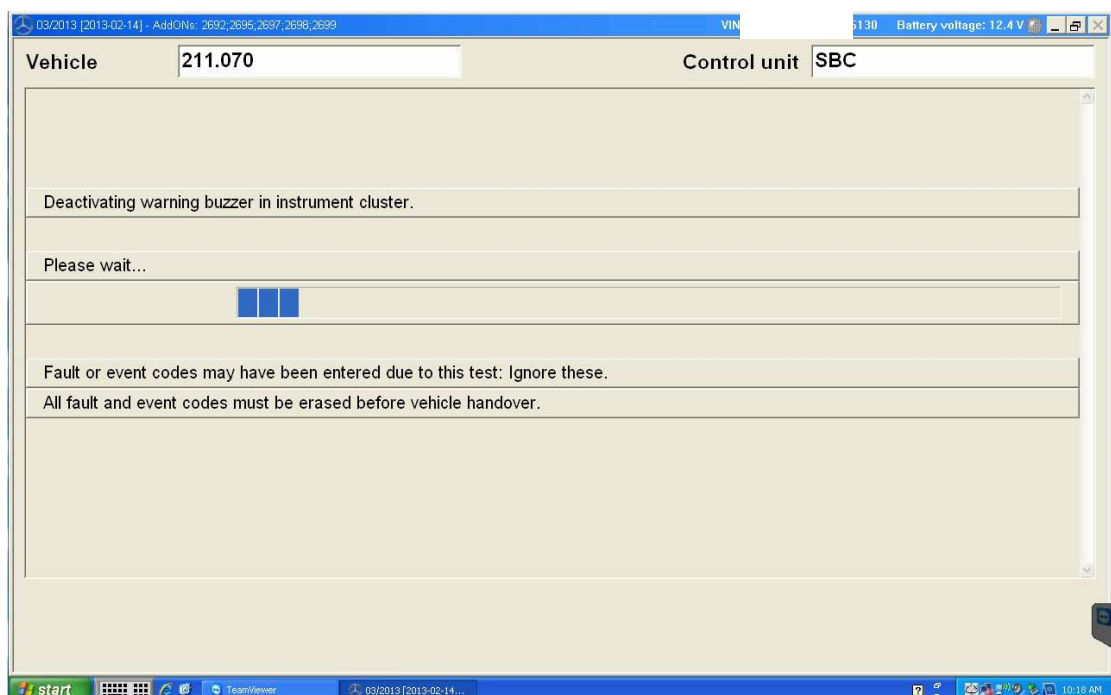 03/2013 [2013-02-14] - AddONs: 2692;2695;2697;2698;2699 VIN 5130 Battery voltage: 12.4 V
Vehicle 211.070 Control unit SBC
Deactivating warning buzzer in instrument cluster.
Please wait...
Fault or event codes may have been entered due to this test: Ignore these.
All fault and event codes must be erased before vehicle handover.
start TeamViewer 03/2013 [2013-02-14... 10:18 AM